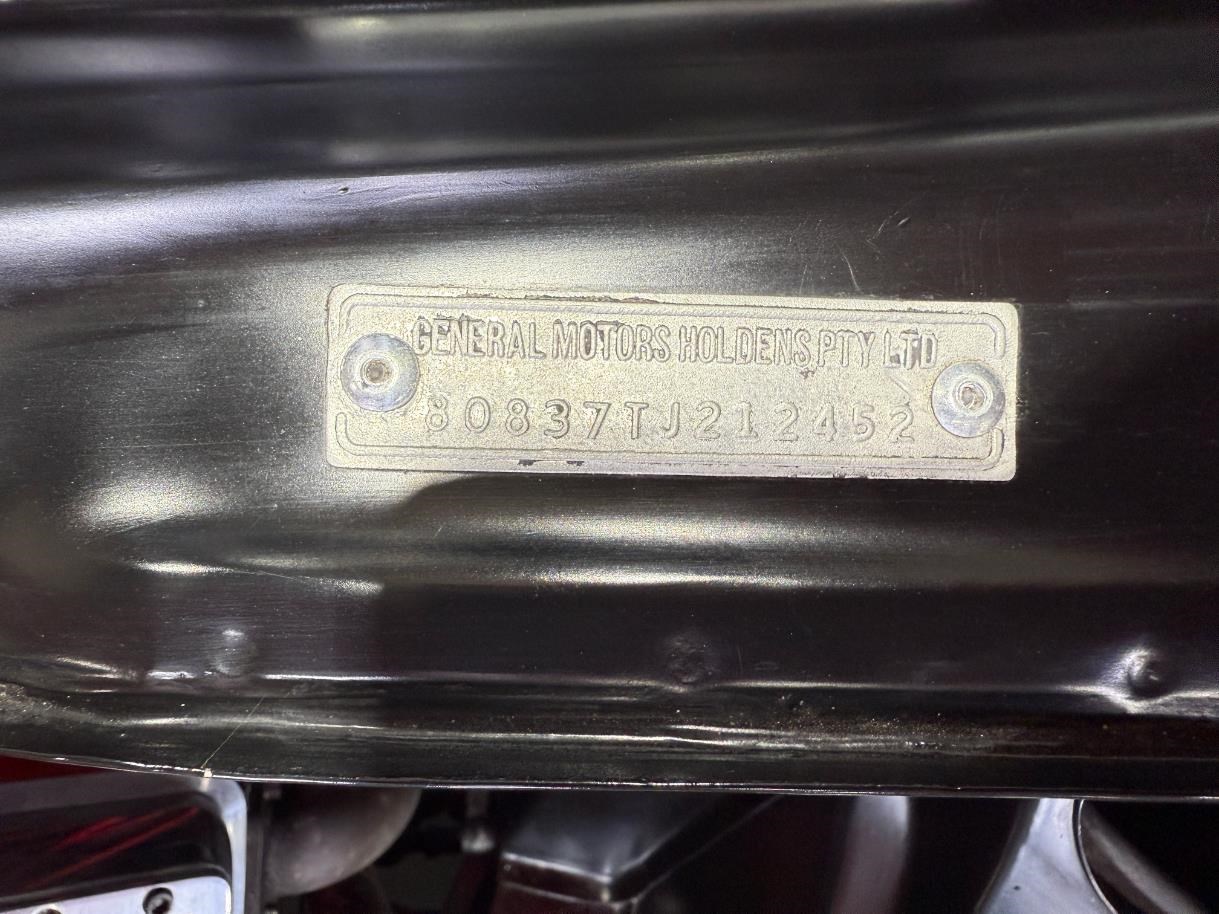 GENERAL MOTORS HOLDENS PTY LTD
80837TJ212452